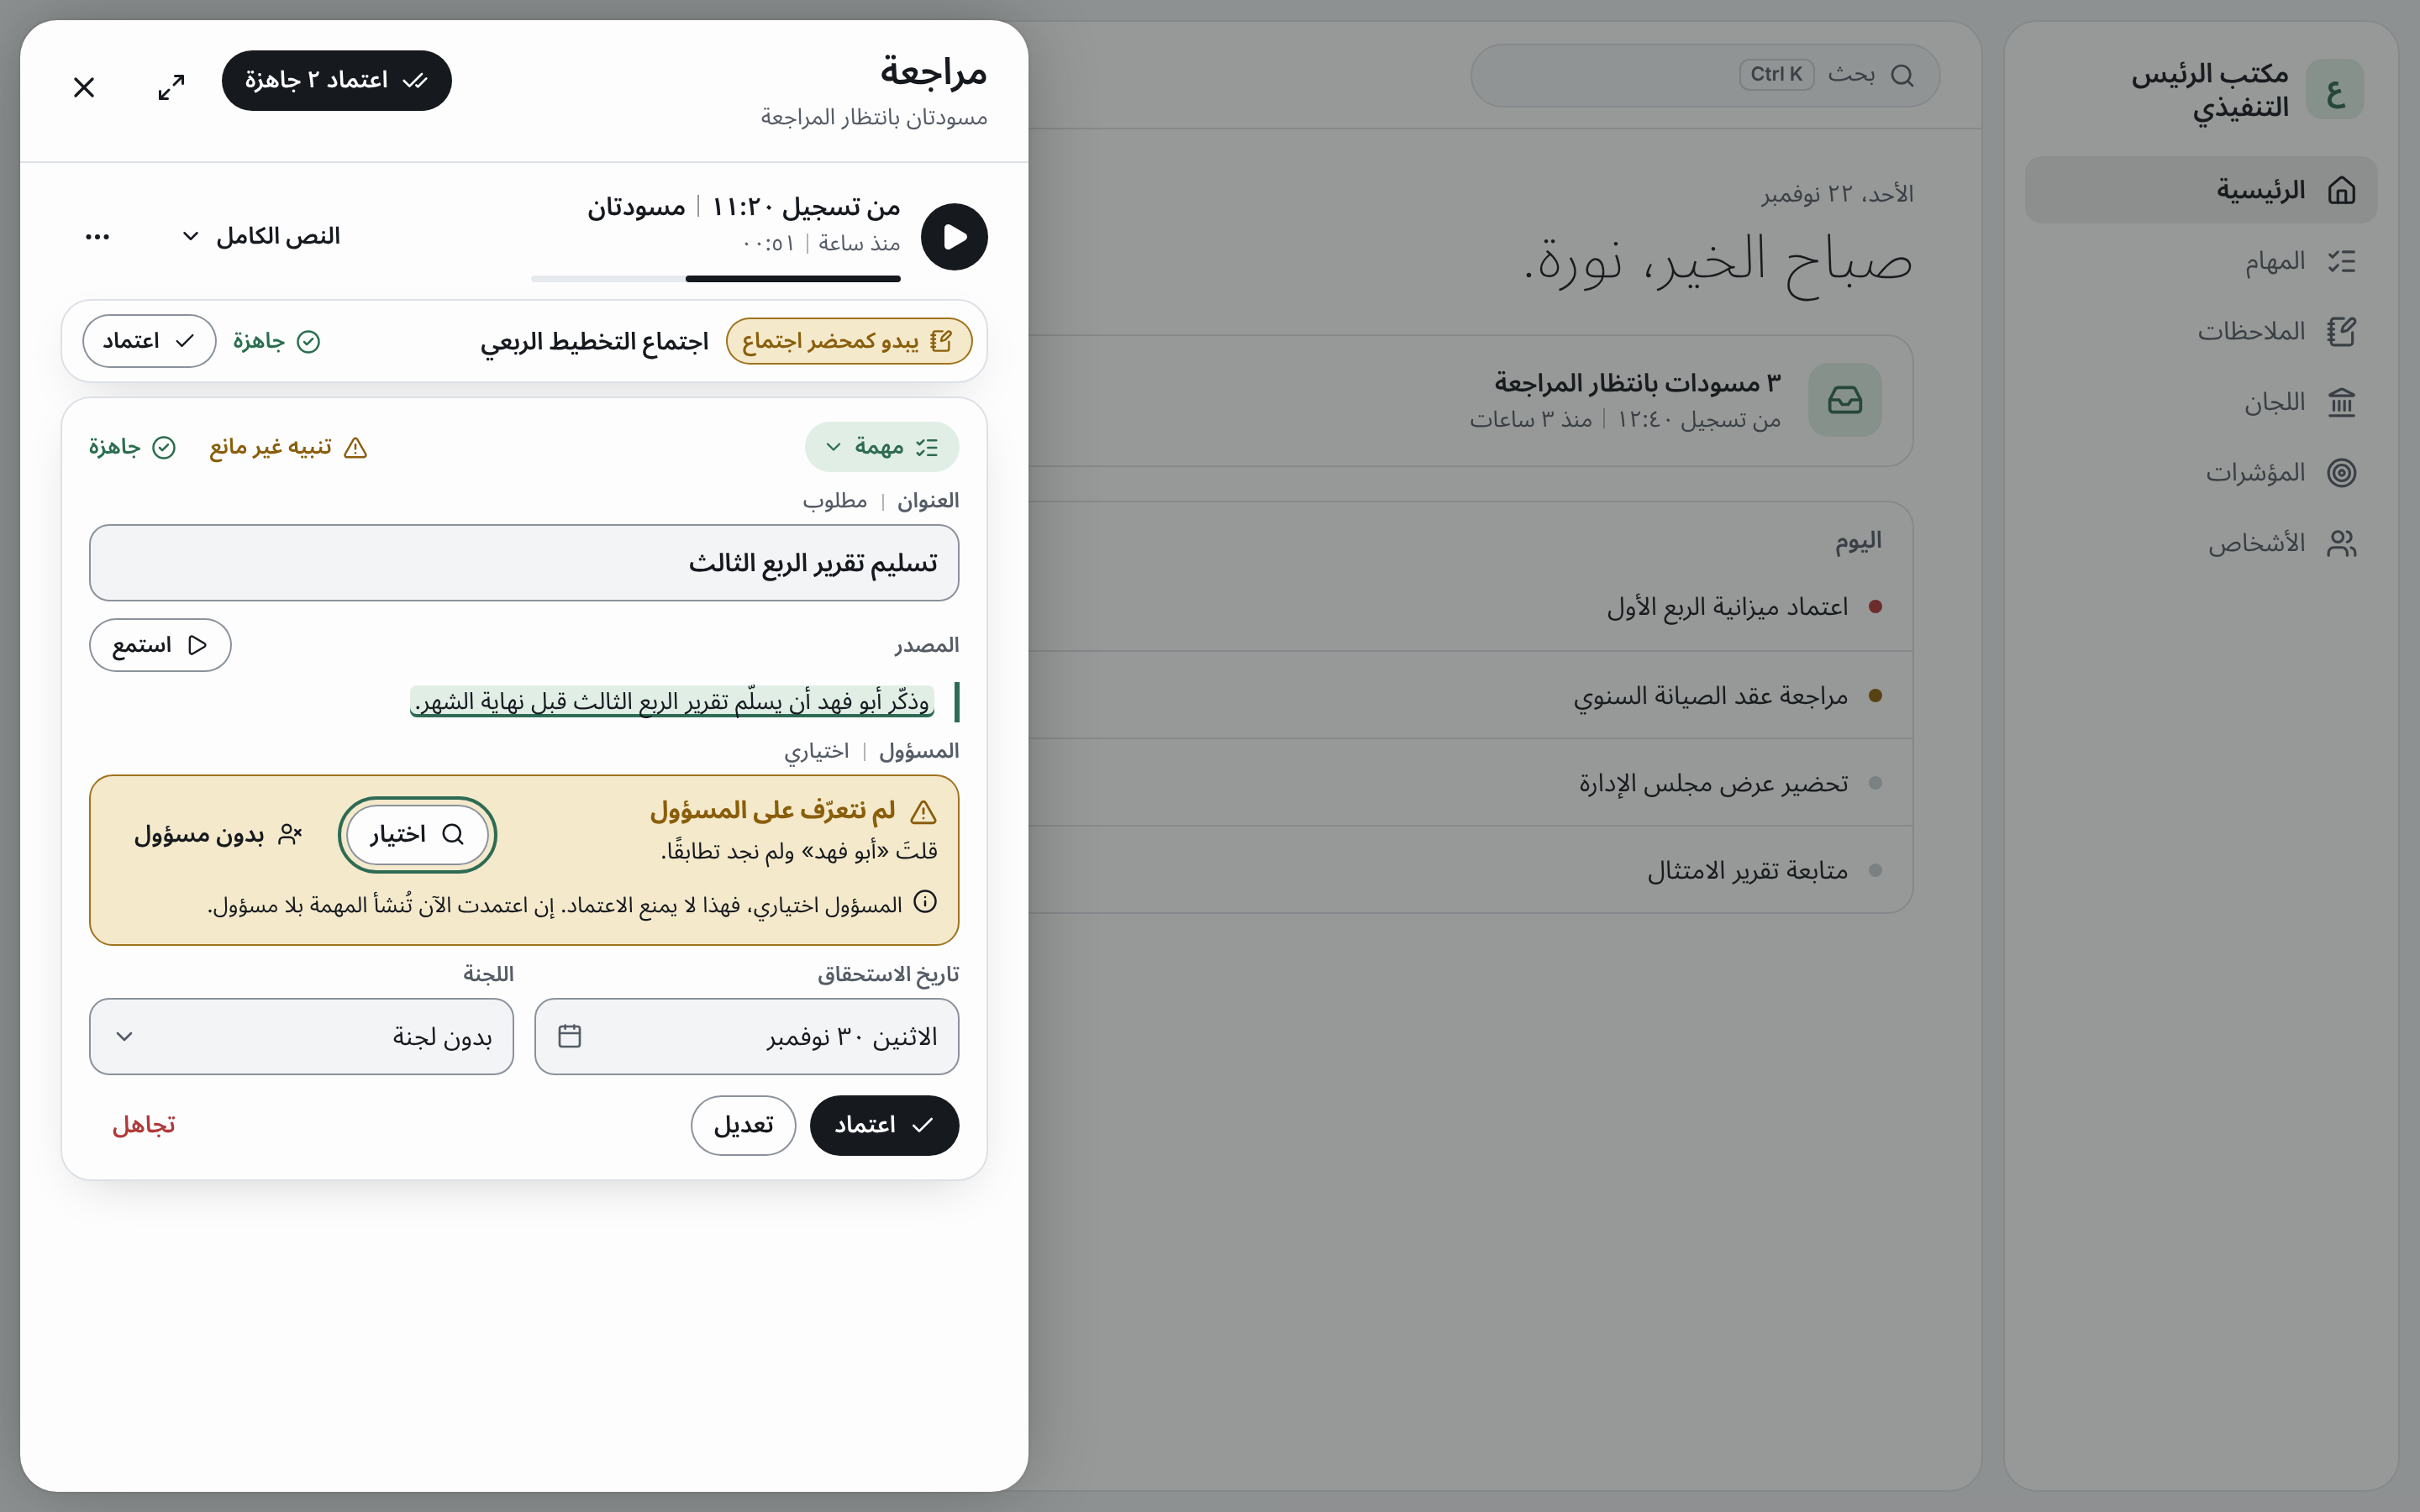 مكتب الرئيس
التنفيذي
الرئيسية
المهام
الملاحظات
اللجان
المؤشرات
الأشخاص
بحث Ctrl K
الأحد، ٢٢ نوفمبر
صباح الخير، نورة.
٣ مسودات بانتظار المراجعة
من تسجيل ١٢:٤٠ | منذ ٣ ساعات
اليوم
اعتماد ميزانية الربع الأول
مراجعة عقد الصيانة السنوي
تحضير عرض مجلس الإدارة
متابعة تقرير الامتثال
ع
مراجعة
مسودتان بانتظار المراجعة
اعتماد ٢ جاهزة
من تسجيل ١١:٢٠ | مسودتان
منذ ساعة | ٠٠:٥١
النص الكامل
يبدو كمحضر اجتماع اجتماع التخطيط الربعي جاهزة اعتماد
مهمة تنبيه غير مانع جاهزة
العنوان | مطلوب
تسليم تقرير الربع الثالث
المصدر استمع
وذكّر أبو فهد أن يسلّم تقرير الربع الثالث قبل نهاية الشهر.
المسؤول | اختياري
لم نتعرّف على المسؤول
قلتَ «أبو فهد» ولم نجد تطابقًا.
اختيار بدون مسؤول
المسؤول اختياري، فهذا لا يمنع الاعتماد. إن اعتمدت الآن تُنشأ المهمة بلا مسؤول.
تاريخ الاستحقاق اللجنة
الاثنين ٣٠ نوفمبر بدون لجنة
اعتماد تعديل تجاهل